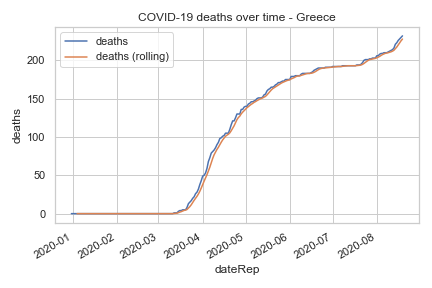 COVID-19 deaths over time - Greece
deaths
deaths (rolling)
deaths
200
150
100
50
0
2020-01
2020-02
2020-03
2020-04
2020-05
2020-06
2020-07
2020-08
dateRep